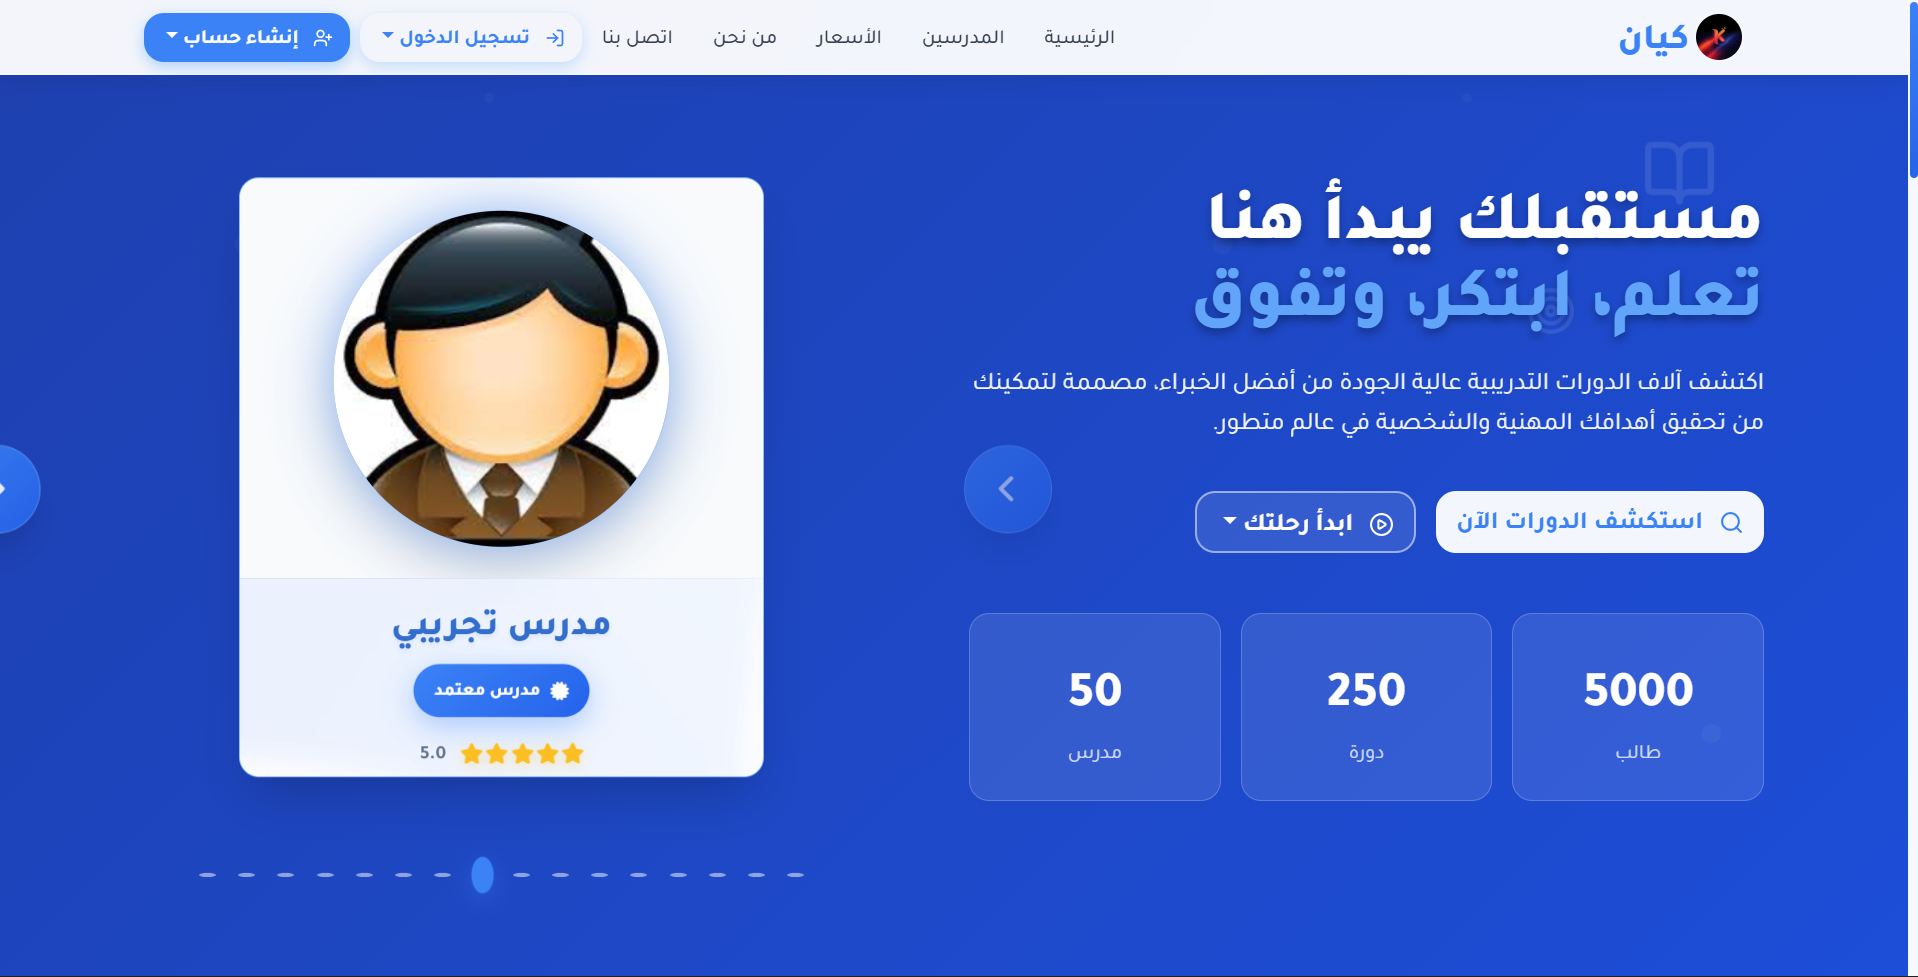 كيان
الرئيسية
المدرسين
الأسعار
من نحن
اتصل بنا
تسجيل الدخول
إنشاء حساب
مستقبلك يبدأ هنا
تعلم، ابتكر، وتفوق
اكتشف آلاف الدورات التدريبية عالية الجودة من أفضل الخبراء، مصممة لتمكينك
من تحقيق أهدافك المهنية والشخصية في عالم متطور.
استكشف الدورات الآن
ابدأ رحلتك
5000
طالب
250
دورة
50
مدرس
مدرس تجريبي
مدرس معتمد
5.0